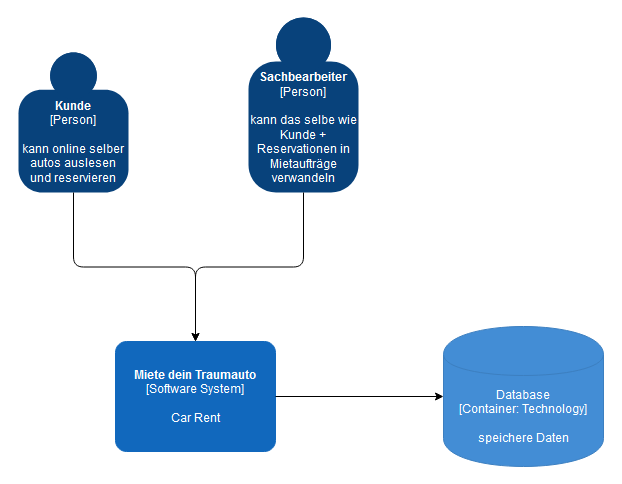 Kunde
[Person]
kann online selber
autos auslesen
und reservieren
Sachbearbeiter
[Person]
kann das selbe wie
Kunde +
Reservationen in
Mietaufträge
verwandeln
Miete dein Traumauto
[Software System]
Car Rent
Database
[Container: Technology]
speichere Daten